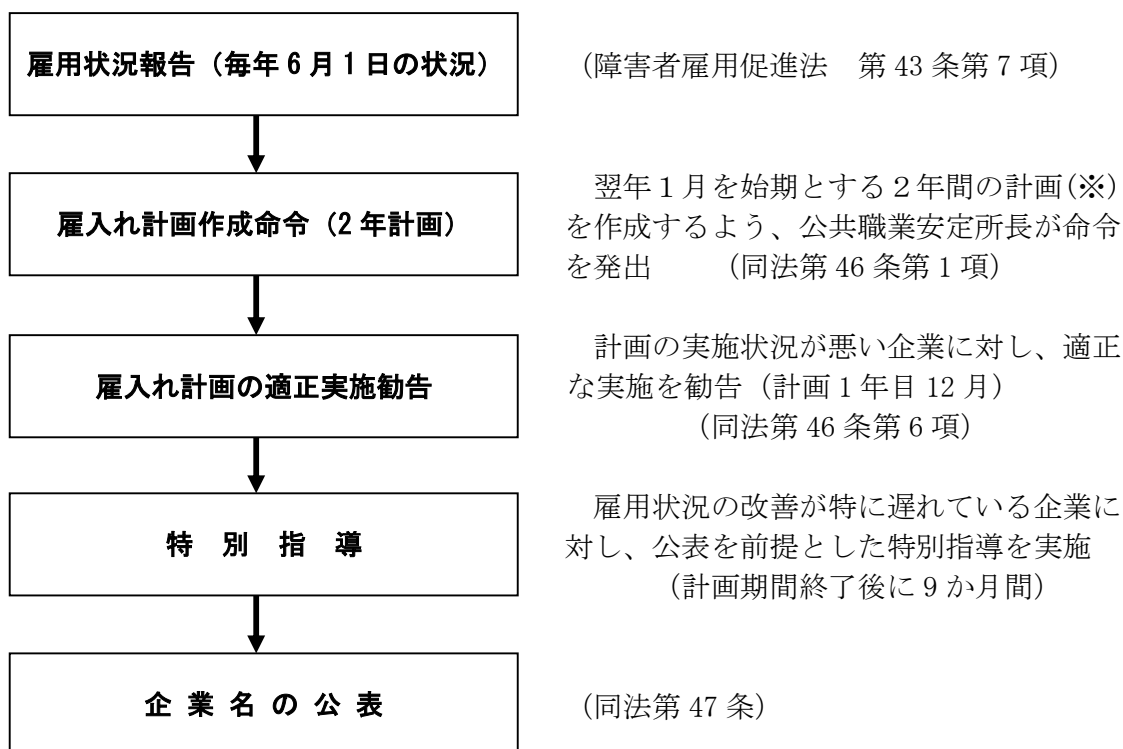 雇用状況報告（毎年6月1日の状況）
（障害者雇用促進法　第43条第7項）
雇入れ計画作成命令（2年計画）
翌年１月を始期とする２年間の計画(※)
を作成するよう、公共職業安定所長が命令
を発出　　（同法第46条第1項）
雇入れ計画の適正実施勧告
計画の実施状況が悪い企業に対し、適正
な実施を勧告（計画1年目12月）
（同法第46条第6項）
特　別　指　導
雇用状況の改善が特に遅れている企業に
対し、公表を前提とした特別指導を実施
（計画期間終了後に9か月間）
企 業 名 の 公 表
（同法第47条）